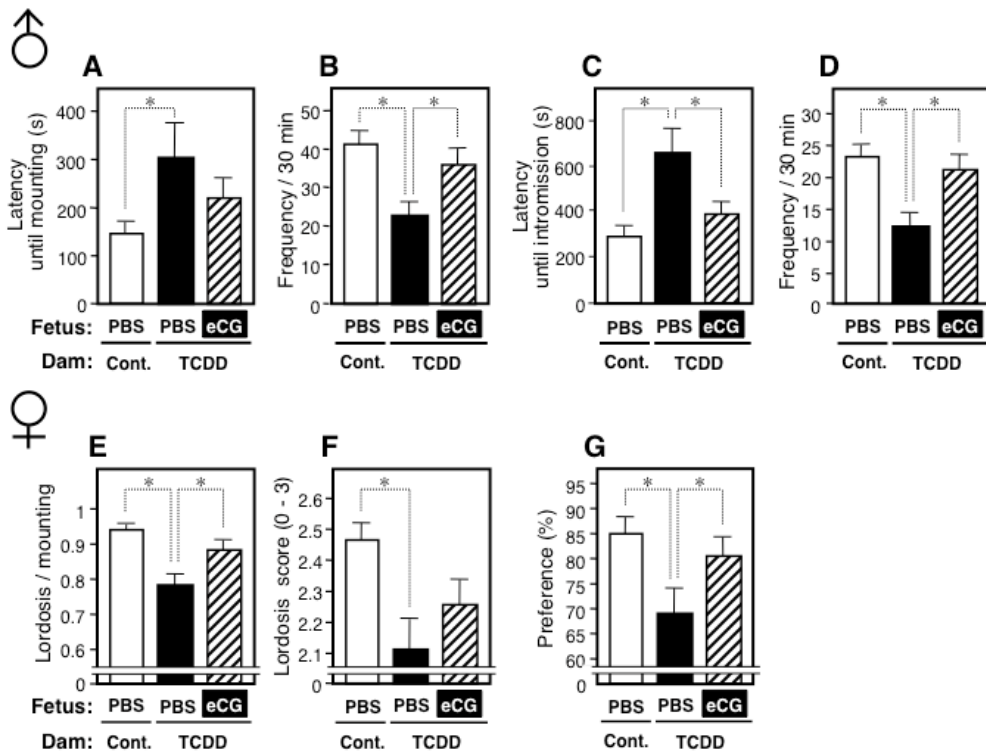 A
Latency
until mounting (s)
400
300
200
100
0
Fetus: PBS PBS eCG
Dam: Cont. TCDD
B
Frequency / 30 min
50
40
30
20
10
0
PBS PBS eCG
Cont. TCDD
C
Latency
until intromission (s)
800
600
400
200
0
PBS PBS eCG
Cont. TCDD
D
Frequency / 30 min
30
25
20
15
10
5
0
PBS PBS eCG
Cont. TCDD
* * * * * * *
E
Lordosis / mounting
1
0.9
0.8
0.7
0.6
0
* *
Fetus: PBS PBS eCG
Dam: Cont. TCDD
F
Lordosis score (0 - 3)
2.6
2.5
2.4
2.3
2.2
2.1
0
*
PBS PBS eCG
Cont. TCDD
G
Preference (%)
95
90
85
80
75
70
65
60
0
* *
PBS PBS eCG
Cont. TCDD